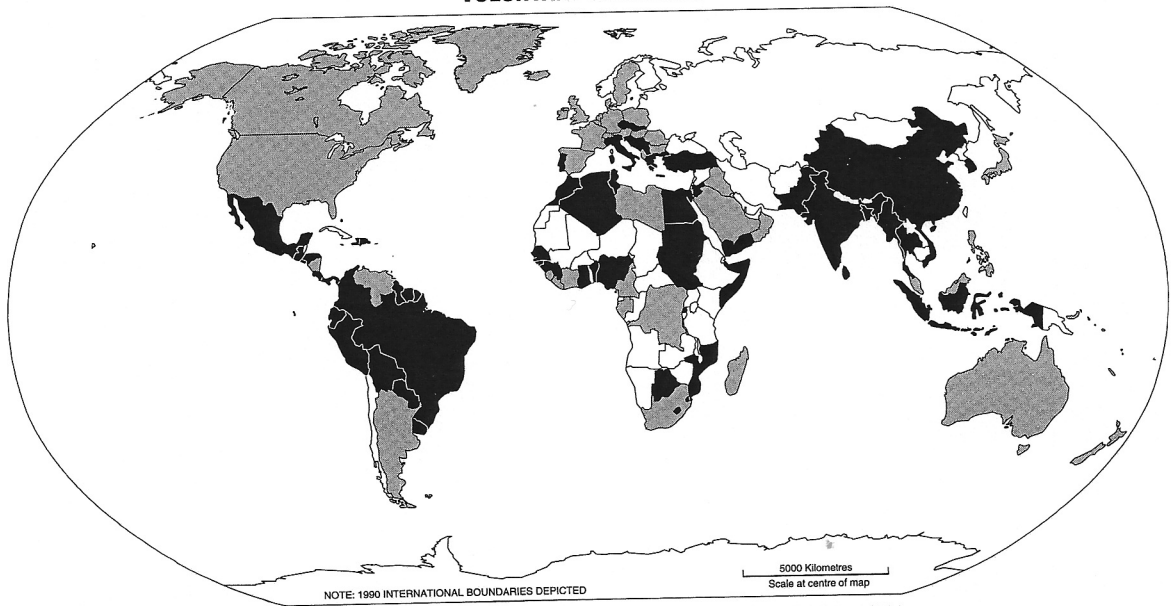 5000 Kilometres
Scale at centre of map
NOTE: 1990 INTERNATIONAL BOUNDARIES DEPICTED